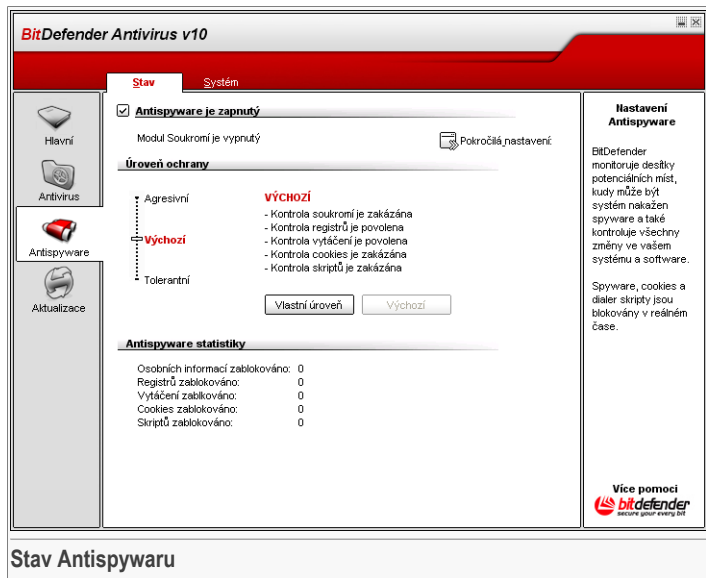 BitDefender Antivirus v10
Stav Systém
Hlavní
Antivirus
Antispyware
Aktualizace
Antispyware je zapnutý
Modul Soukromí je vypnutý
Pokročilá nastavení:
Úroveň ochrany
Agresivní
Výchozí
Tolerantní
VÝCHOZÍ
- Kontrola soukromí je zakázána
- Kontrola registrů je povolena
- Kontrola vytáčení je povolena
- Kontrola cookies je zakázána
- Kontrola skriptů je zakázána
Vlastní úroveň Výchozí
Antispyware statistiky
Osobních informací zablokováno: 0
Registrů zablokováno: 0
Vytáčení zablkováno: 0
Cookies zablokováno: 0
Skriptů zablokováno: 0
Nastavení
Antispyware
BitDefender
monitoruje desítky
potenciálních míst,
kudy může být
systém nakažen
spyware a také
kontroluje všechny
změny ve vašem
systému a software.
Spyware, cookies a
dialer skripty jsou
blokovány v reálném
čase.
Více pomoci
bitdefender
secure your every bit
Stav Antispywaru